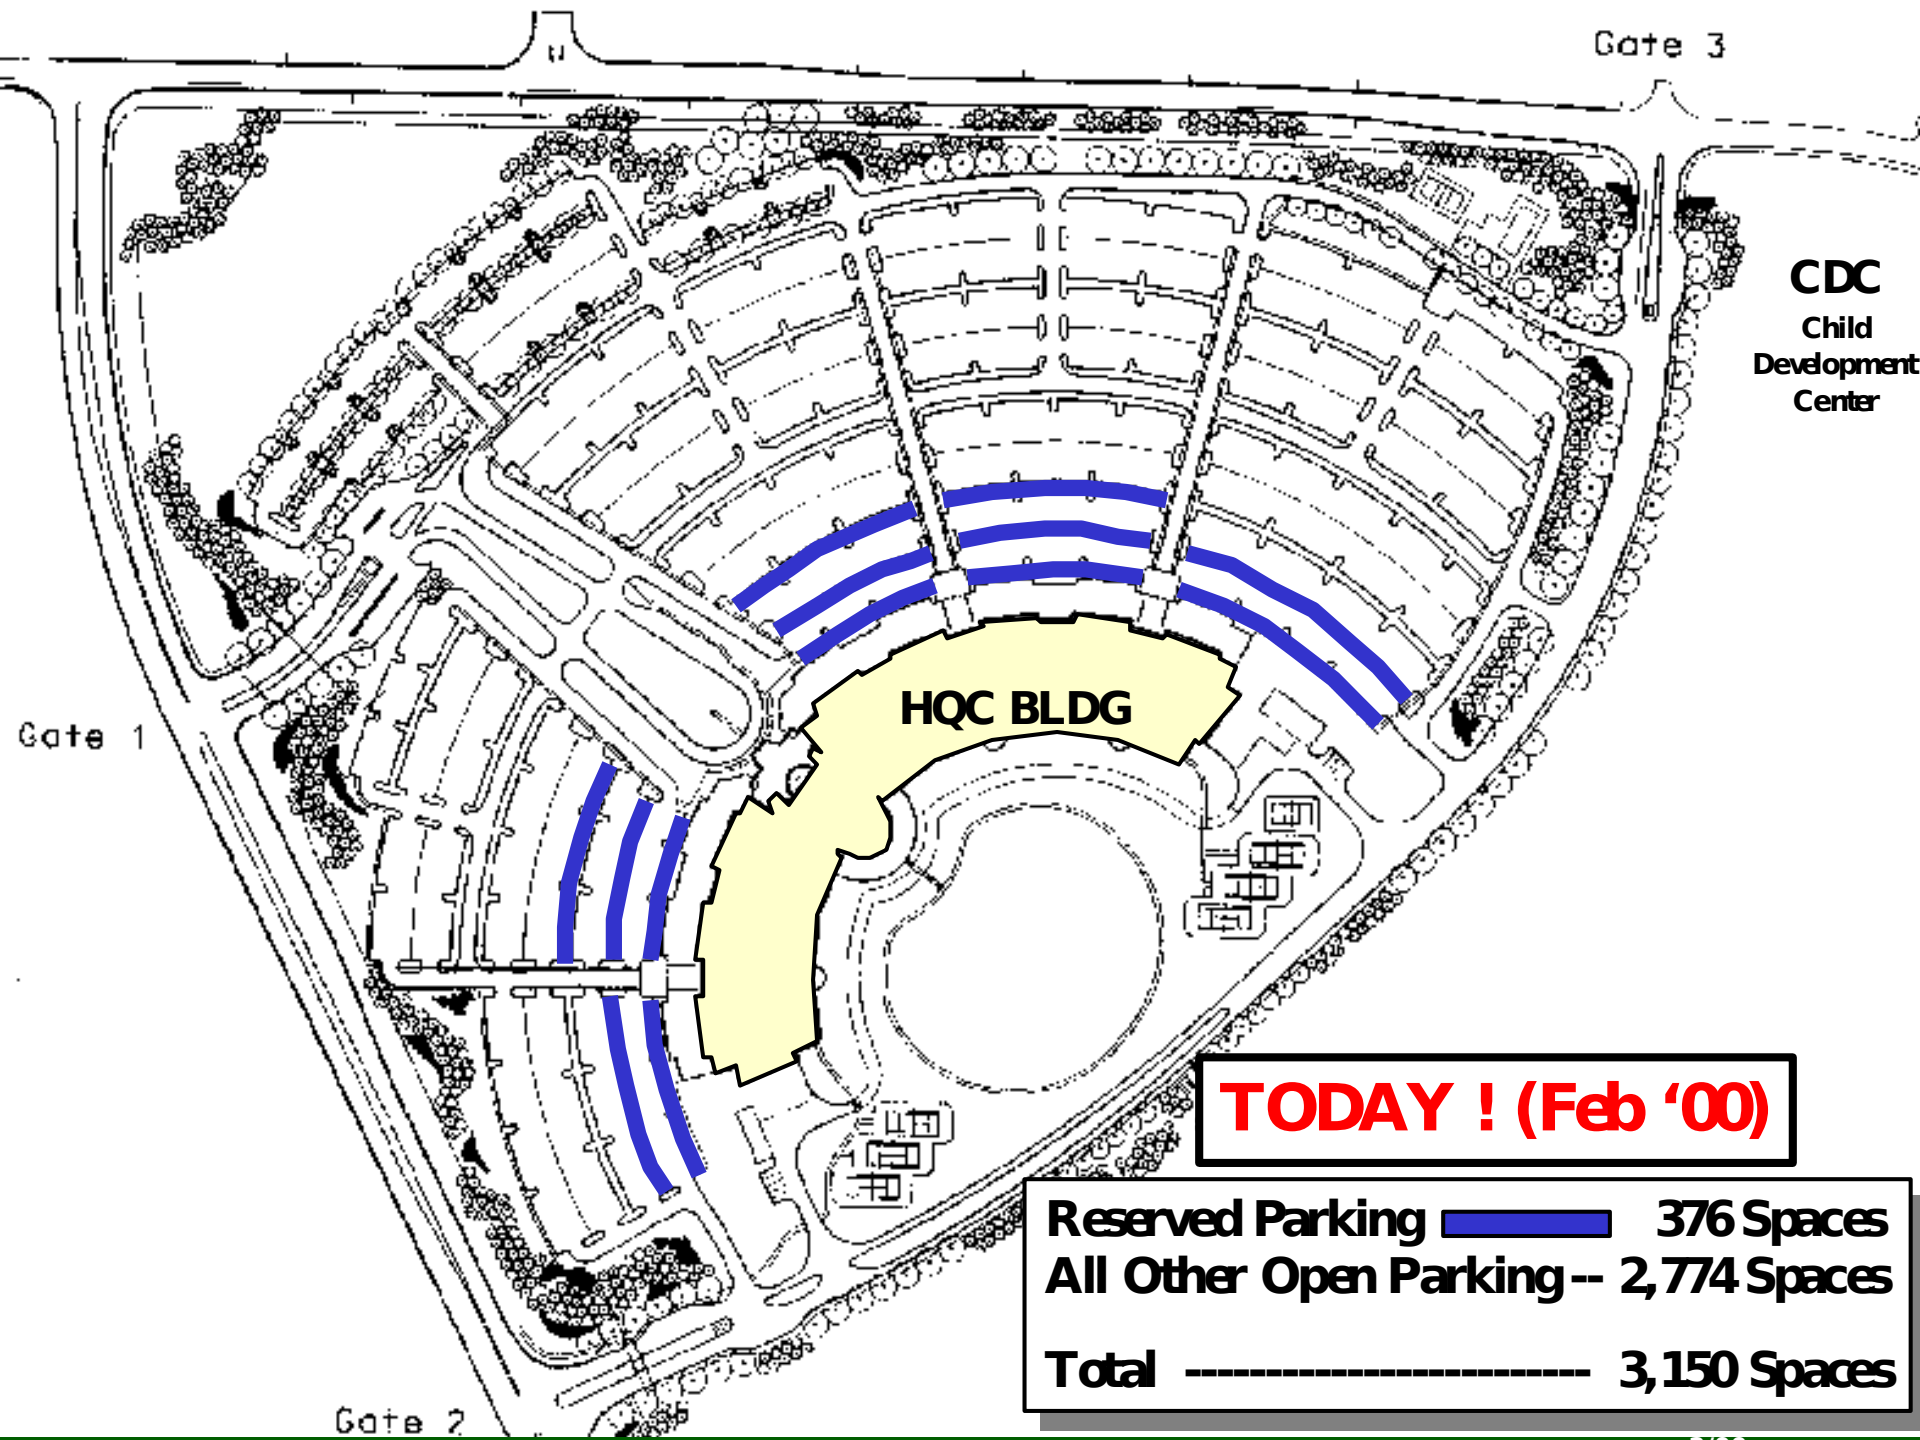 Gate 3
CDC
Child
Development
Center
HQC BLDG
Gate 1
TODAY ! (Feb ‘00)
Reserved Parking 376 Spaces
All Other Open Parking -- 2,774 Spaces
Total ------------------------- 3,150 Spaces
Gate 2